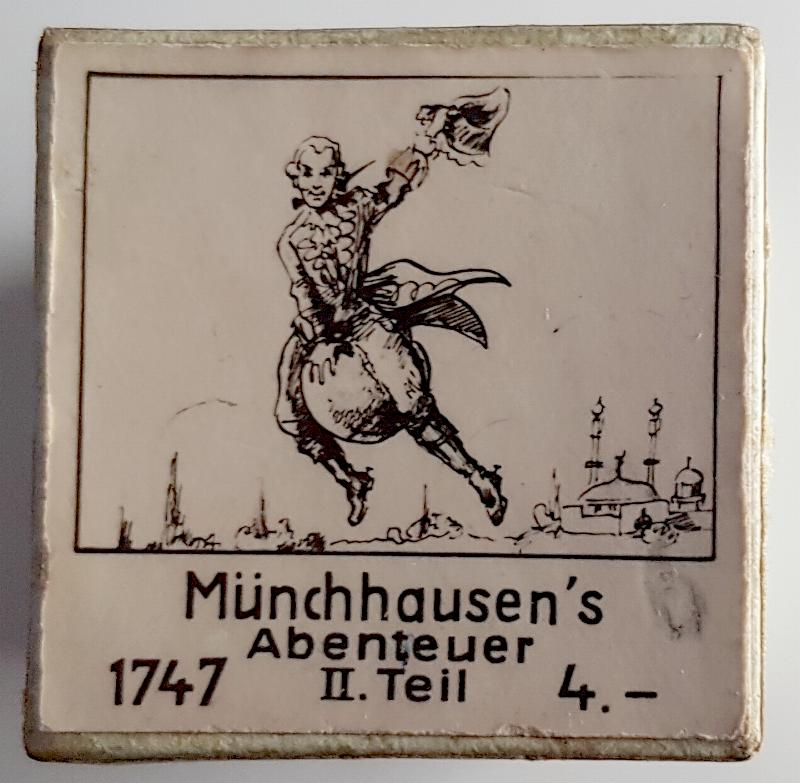 Münchhausen's
Abenteuer
1747 II. Teil 4.–